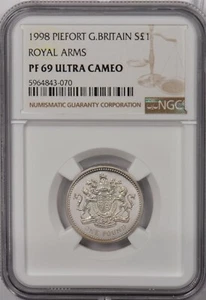 1998 PIEFORT G.BRITAIN S£1
ROYAL ARMS
PF 69 ULTRA CAMEO
5964843-070
NUMISMATIC GUARANTY CORPORATION
NGC
ONE POUND